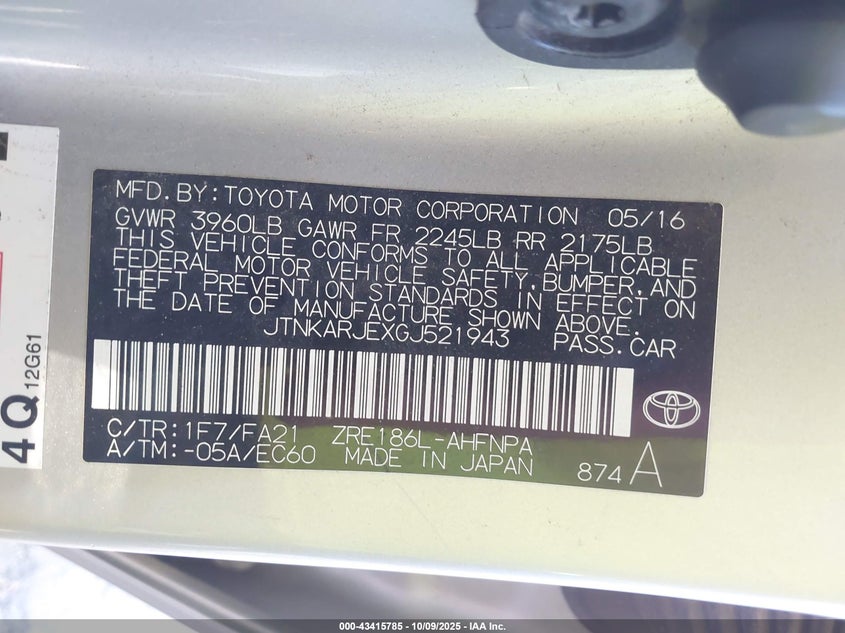 MFD.BY:TOYOTA MOTOR CORPORATION 05/16
GVWR 3960LB GAWR FR 2245LB RR 2175LB
THIS VEHICLE CONFORMS TO ALL APPLICABLE
FEDERAL MOTOR VEHICLE SAFETY,BUMPER,AND
THEFT PREVENTION STANDARDS IN EFFECT ON
THE DATE OF MANUFACTURE SHOWN ABOVE.
JTNKARJEXGJ521943 PASS.CAR
C/TR:1F7/FA21 ZRE186L-AHFNPA
A/TM:-05A/EC60 MADE IN JAPAN 874A
4Q 12G61
000-43415785 - 10/09/2025 - IAA Inc.